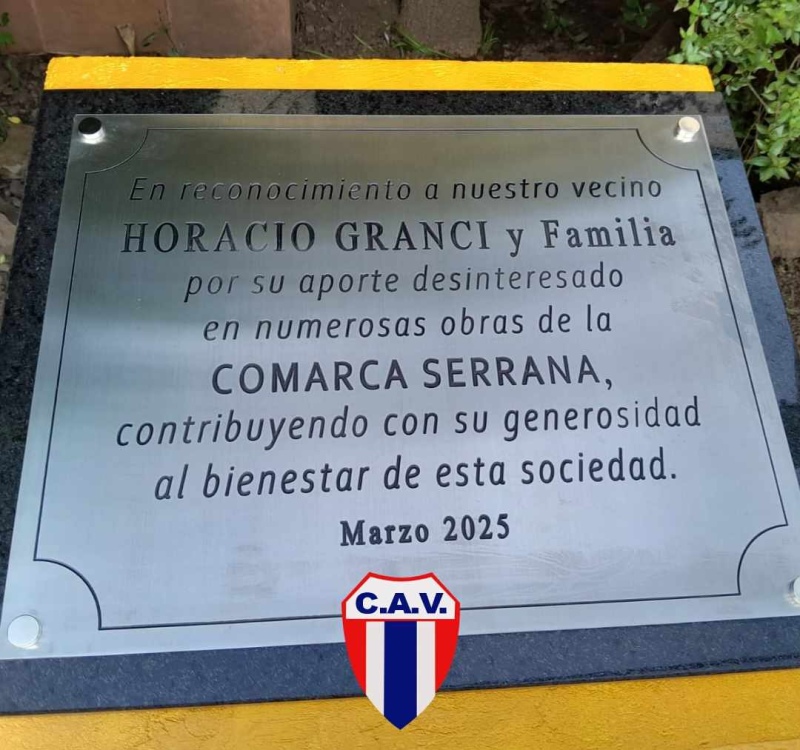 En reconocimiento a nuestro vecino
HORACIO GRANCI y Familia
por su aporte desinteresado
en numerosas obras de la
COMARCA SERRANA,
contribuyendo con su generosidad
al bienestar de esta sociedad.
Marzo 2025
C.A.V.